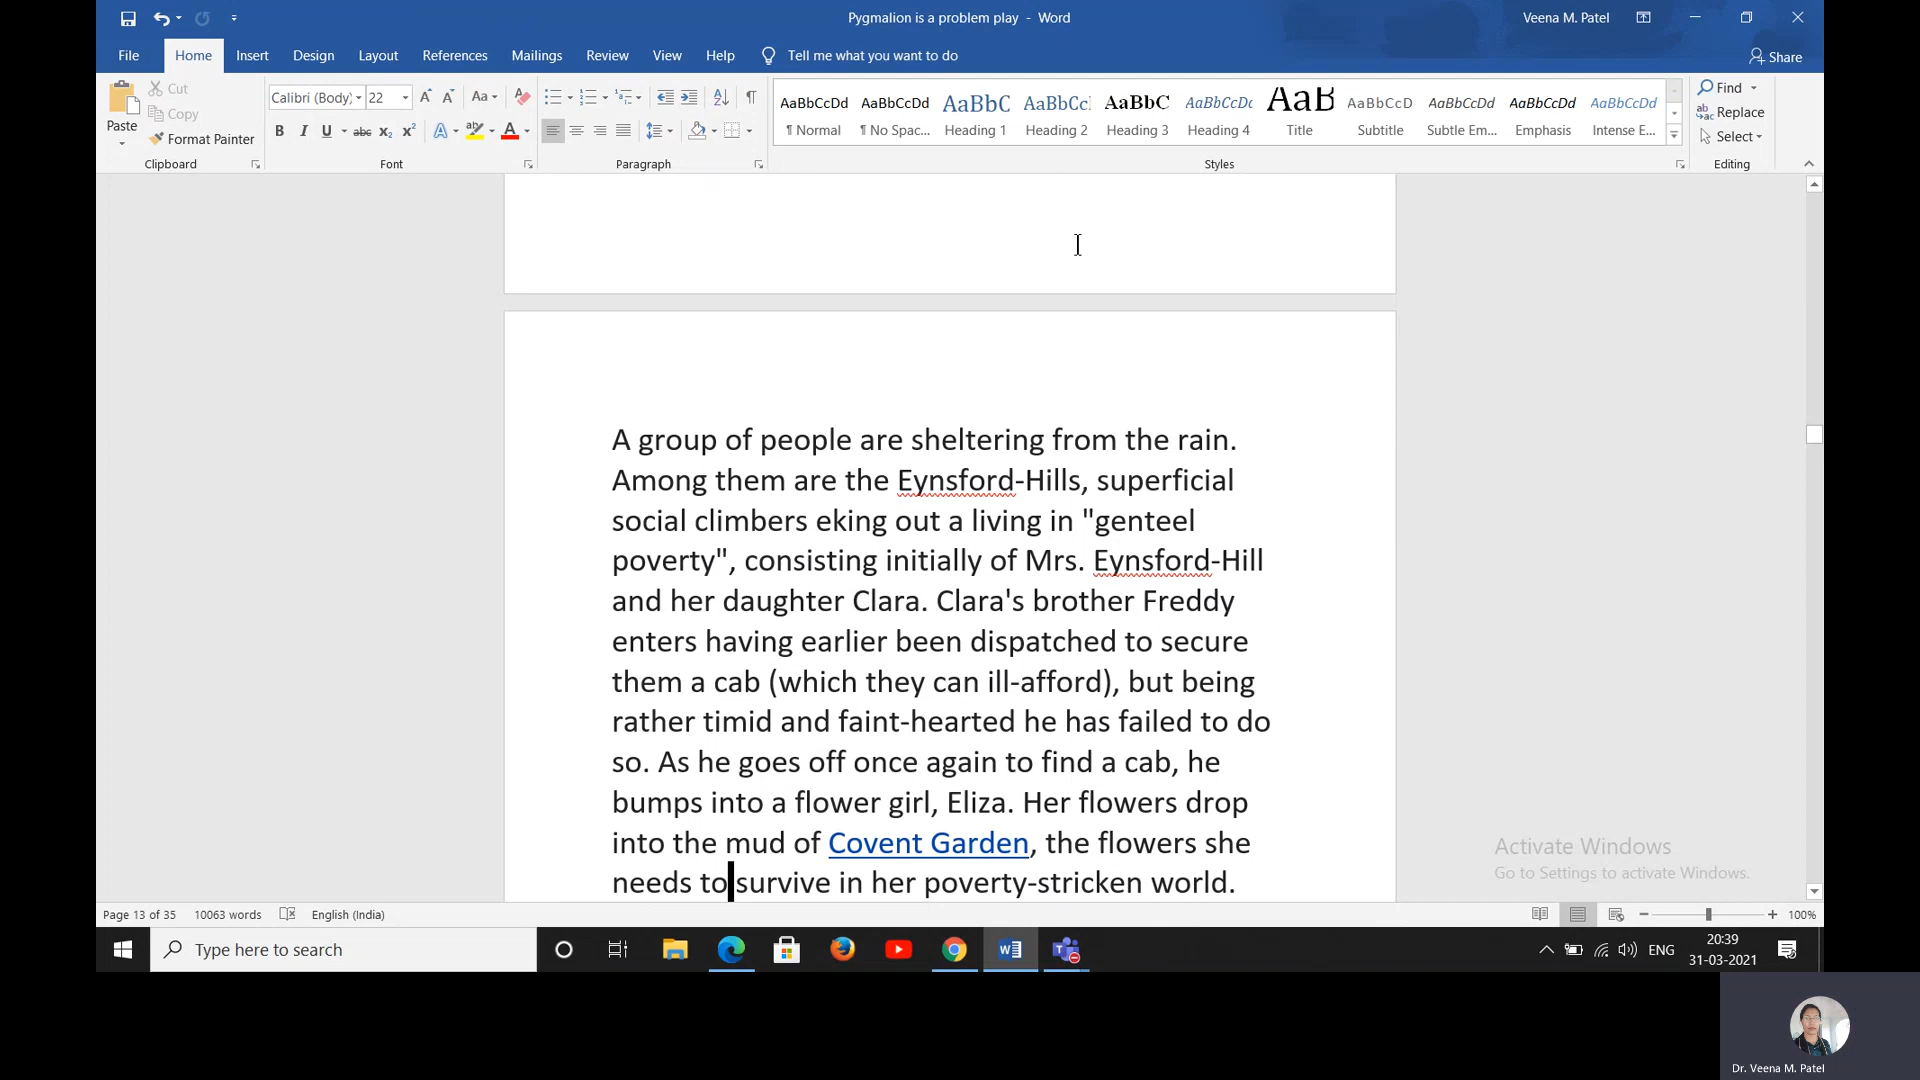 Pygmalion is a problem play - Word
Veena M. Patel
File Home Insert Design Layout References Mailings Review View Help Tell me what you want to do
Share
Paste
Cut
Copy
Format Painter
Clipboard
Calibri (Body) 22
Font
Paragraph
AaBbCcDd AaBbCcDd AaBbC AaBbCc AaBbC AaBbCcDc AaB AaBbCcD AaBbCcDd AaBbCcDd AaBbCcDd
¶ Normal ¶ No Spac... Heading 1 Heading 2 Heading 3 Heading 4 Title Subtitle Subtle Em... Emphasis Intense E...
Styles
Find
Replace
Select
Editing
A group of people are sheltering from the rain.
Among them are the Eynsford-Hills, superficial
social climbers eking out a living in "genteel
poverty", consisting initially of Mrs. Eynsford-Hill
and her daughter Clara. Clara's brother Freddy
enters having earlier been dispatched to secure
them a cab (which they can ill-afford), but being
rather timid and faint-hearted he has failed to do
so. As he goes off once again to find a cab, he
bumps into a flower girl, Eliza. Her flowers drop
into the mud of Covent Garden, the flowers she
needs to survive in her poverty-stricken world.
Activate Windows
Go to Settings to activate Windows.
Page 13 of 35 10063 words English (India)
100%
Type here to search
ENG
20:39
31-03-2021
Dr. Veena M. Patel